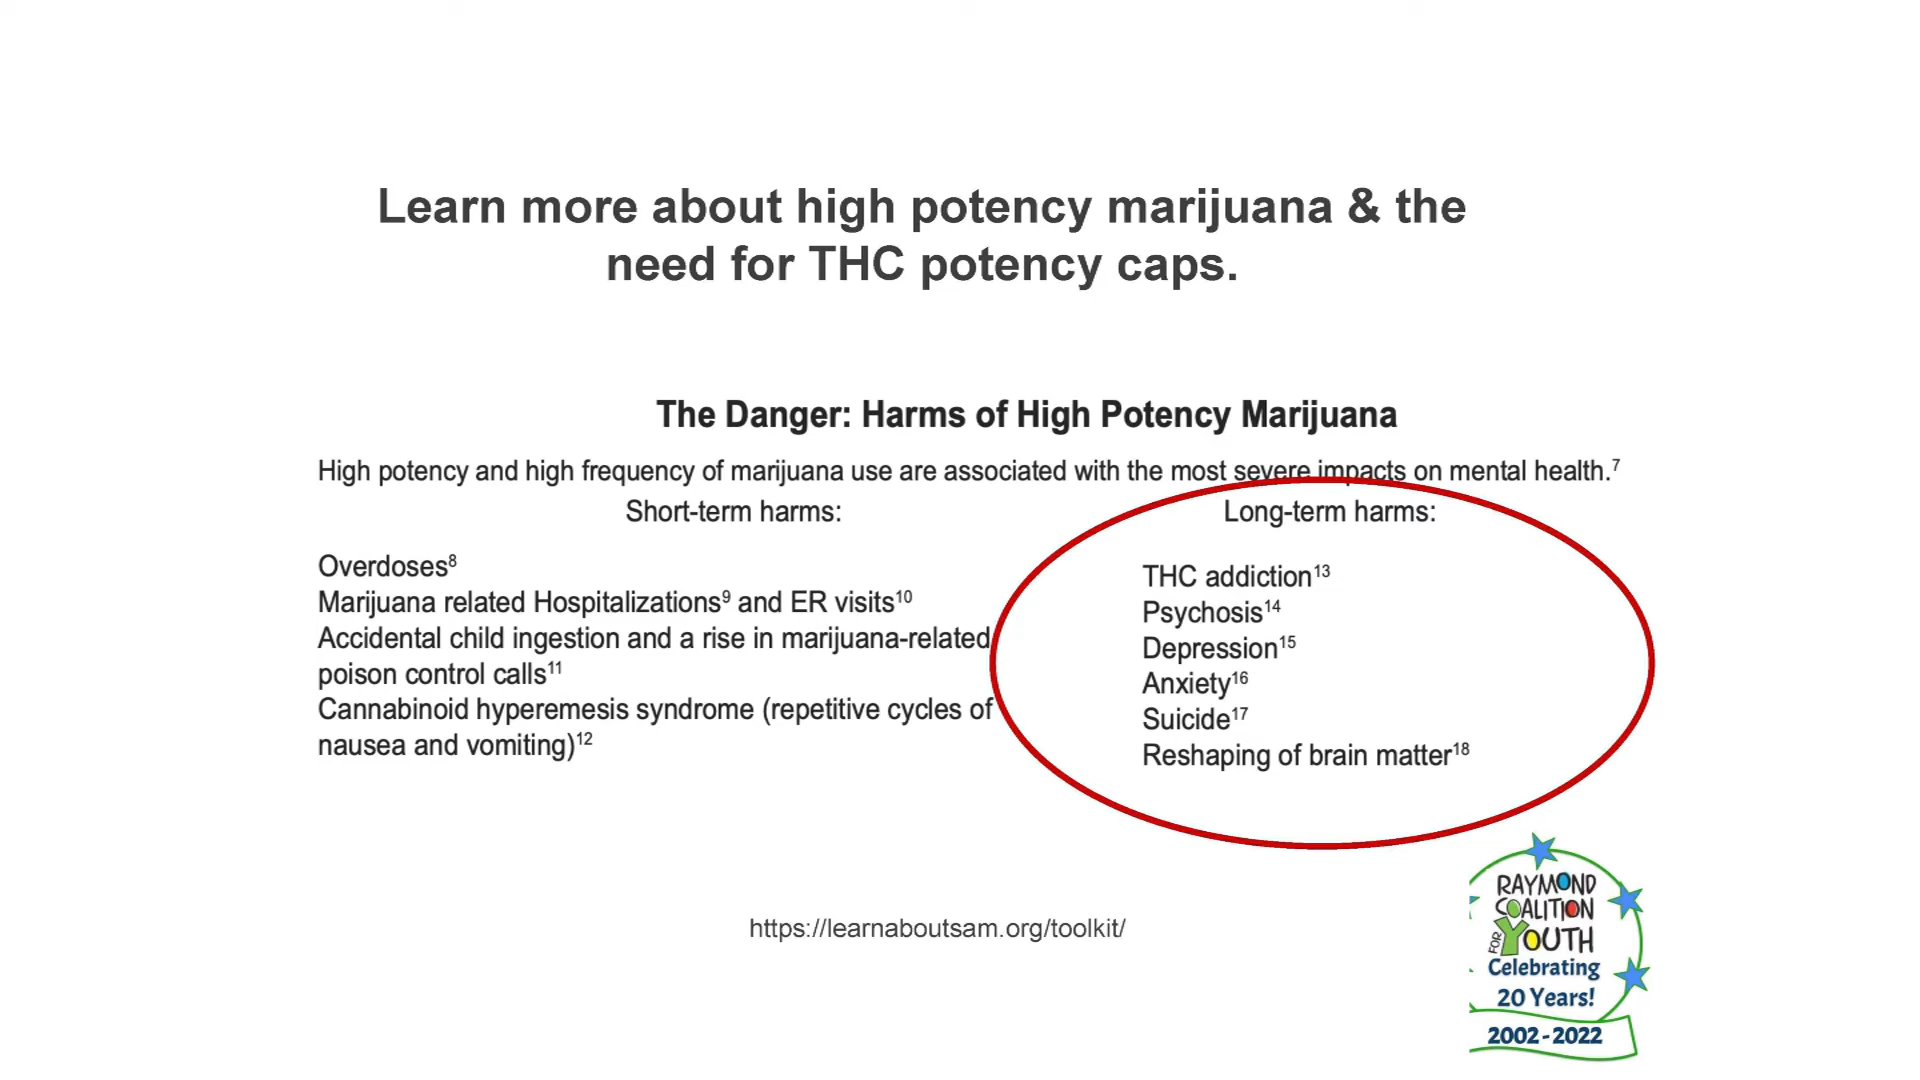 Learn more about high potency marijuana & the
need for THC potency caps.
The Danger: Harms of High Potency Marijuana
High potency and high frequency of marijuana use are associated with the most severe impacts on mental health.⁷
Short-term harms:
Overdoses⁸
Marijuana related Hospitalizations⁹ and ER visits¹⁰
Accidental child ingestion and a rise in marijuana-related
poison control calls¹¹
Cannabinoid hyperemesis syndrome (repetitive cycles of
nausea and vomiting)¹²
Long-term harms:
THC addiction¹³
Psychosis¹⁴
Depression¹⁵
Anxiety¹⁶
Suicide¹⁷
Reshaping of brain matter¹⁸
https://learnaboutsam.org/toolkit/
RAYMOND
COALITION
FOR YOUTH
Celebrating
20 Years!
2002-2022